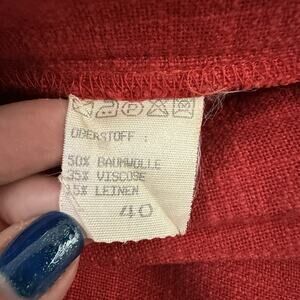 OBERSTOFF :
50% BAUMWOLLE
35% VISCOSE
15% LEINEN
40